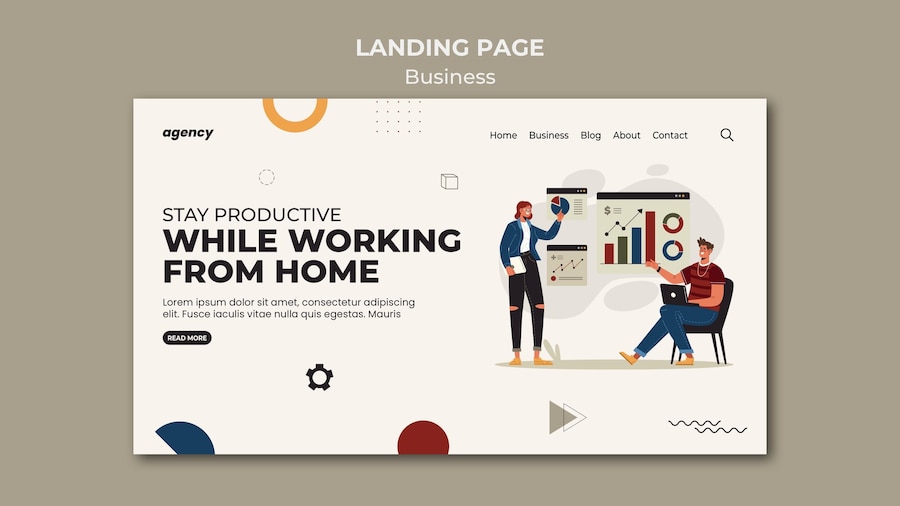 LANDING PAGE
Business
agency
Home Business Blog About Contact
STAY PRODUCTIVE
WHILE WORKING
FROM HOME
Lorem ipsum dolor sit amet, consectetur adipiscing
elit. Fusce iaculis vitae nulla quis egestas. Mauris
READ MORE
$